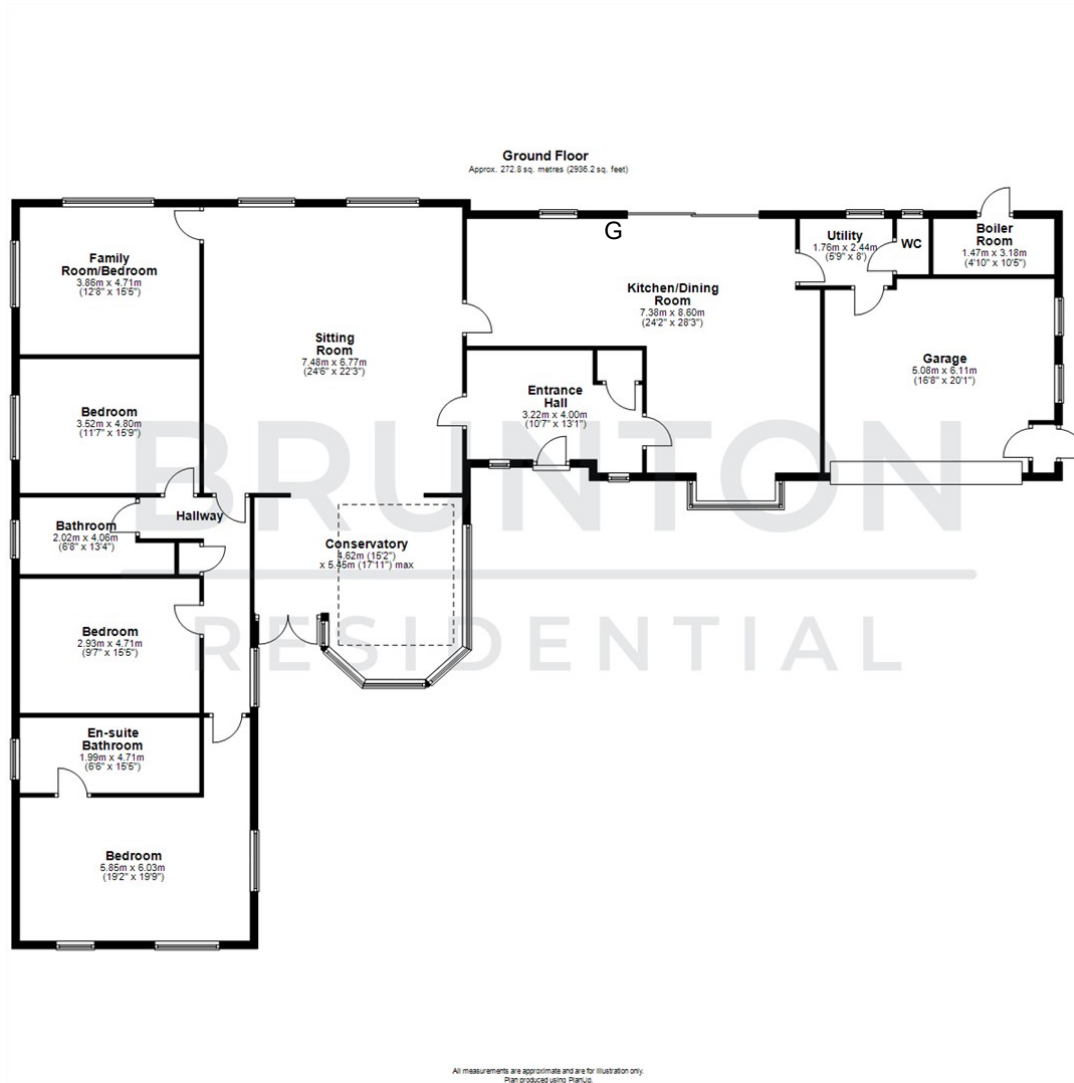 Ground Floor
Approx. 272.8 sq. metres (2936.2 sq. feet)
Family
Room/Bedroom
3.86m x 4.71m
(12'8" x 15'5")
Sitting
Room
7.48m x 6.77m
(24'6" x 22'3")
G
Kitchen/Dining
Room
7.38m x 8.60m
(24'2" x 28'3")
Utility
1.76m x 2.44m
(5'9" x 8')
WC
Boiler
Room
1.47m x 3.18m
(4'10" x 10'5")
Garage
5.08m x 6.11m
(16'8" x 20'1")
Entrance
Hall
3.22m x 4.00m
(10'7" x 13'1")
Bedroom
3.52m x 4.80m
(11'7" x 15'9")
Hallway
Bathroom
2.02m x 4.06m
(6'8" x 13'4")
Conservatory
4.62m (15'2")
x 5.45m (17'11") max
BRUNTON
RESIDENTIAL
Bedroom
2.93m x 4.71m
(9'7" x 15'5")
En-suite
Bathroom
1.99m x 4.71m
(6'6" x 15'5")
Bedroom
5.85m x 6.03m
(19'2" x 19'9")
All measurements are approximate and are for illustration only.
Plan produced using PlanUp.